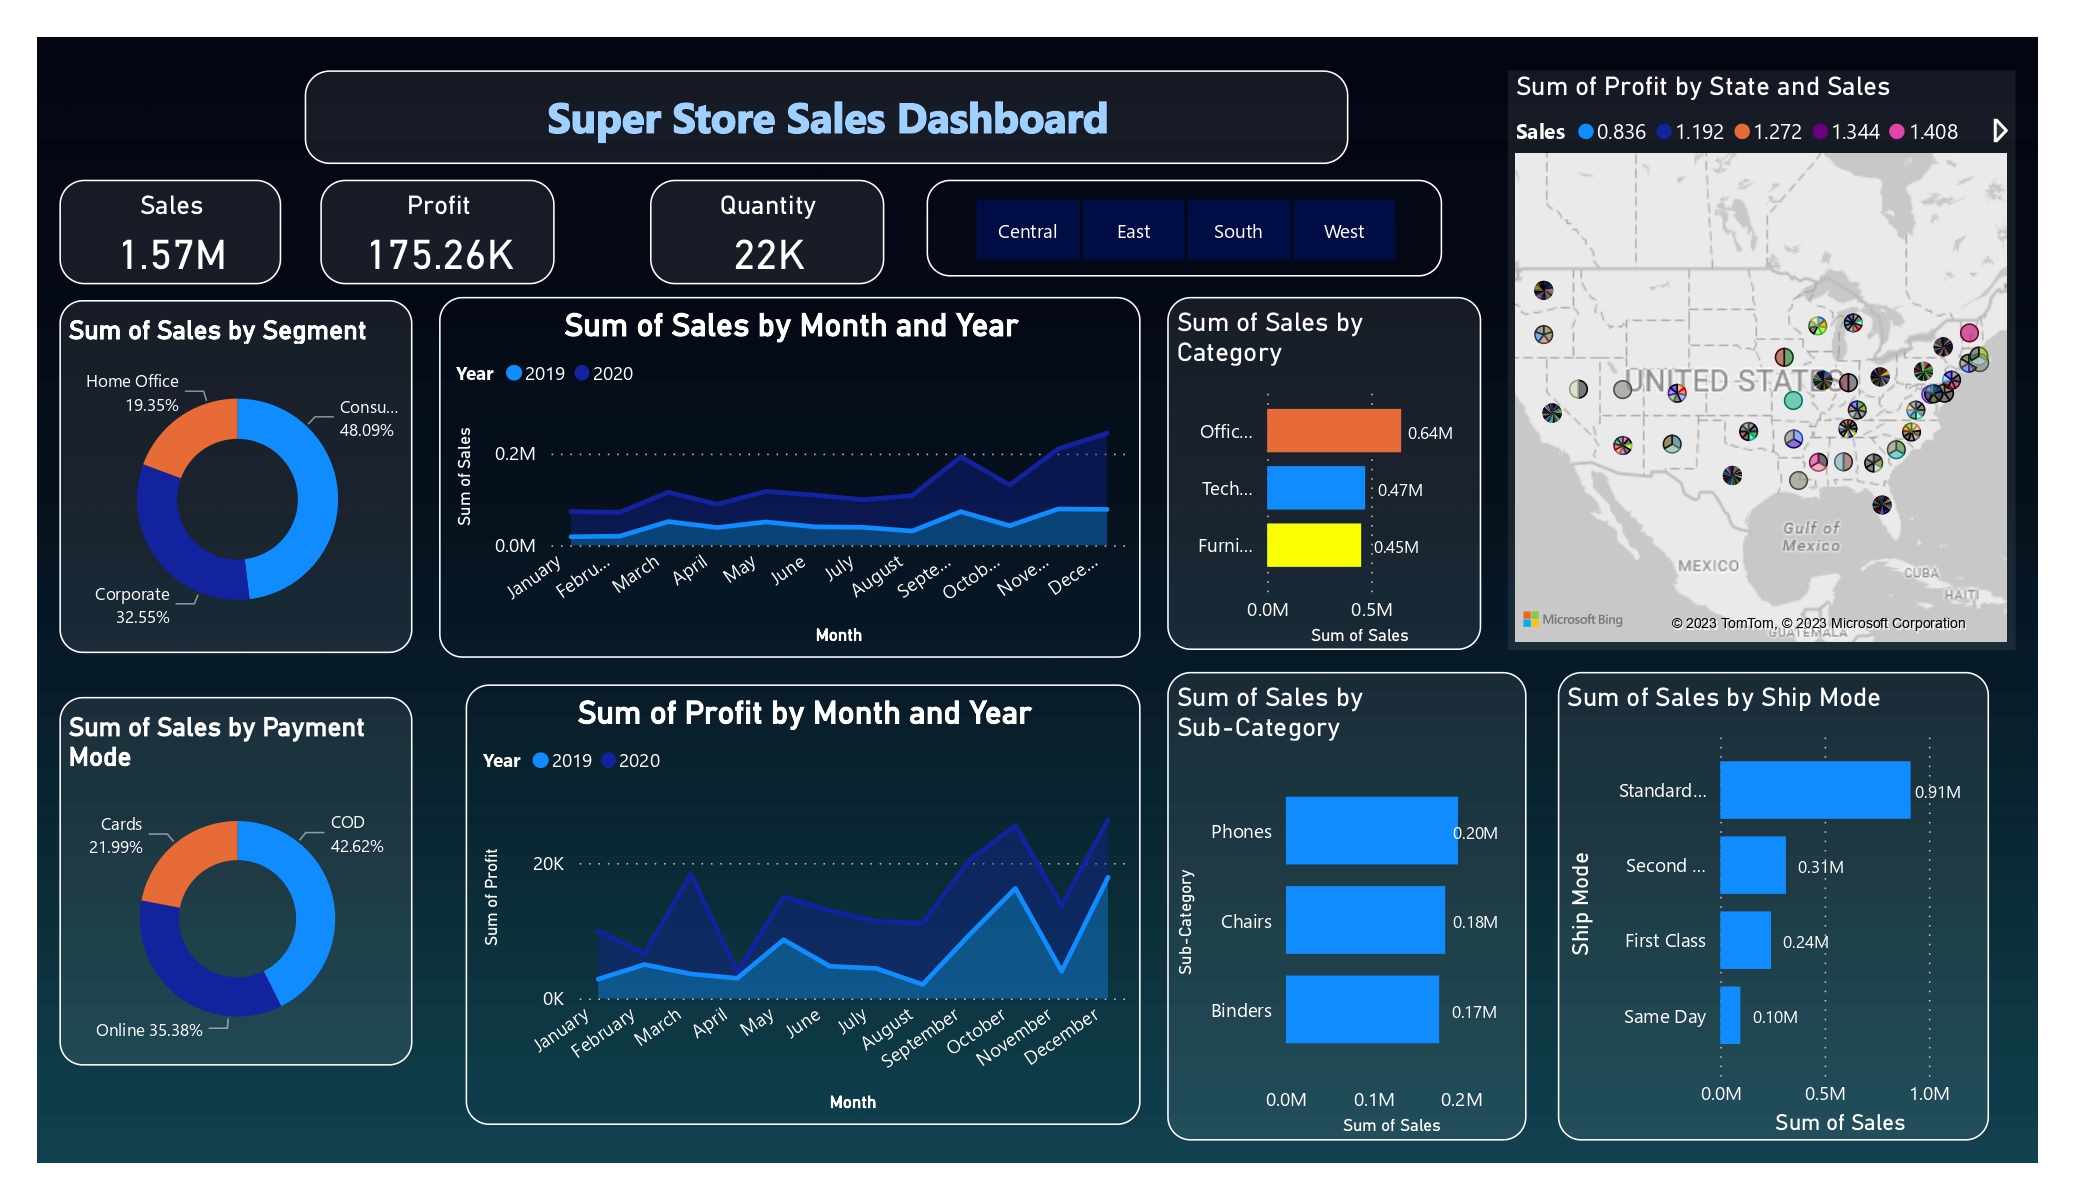 Super Store Sales Dashboard
Sales
1.57M
Profit
175.26K
Quantity
22K
Central
East
South
West
Sum of Profit by State and Sales
Sales 0.836 1.192 1.272 1.344 1.408
UNITED STATES
Gulf of
Mexico
MEXICO
CUBA
HAITI
GUATEMALA
Microsoft Bing
© 2023 TomTom, © 2023 Microsoft Corporation
Sum of Sales by Segment
Home Office
19.35%
Consu...
48.09%
Corporate
32.55%
Sum of Sales by Month and Year
Year 2019 2020
Sum of Sales
0.2M
0.0M
January
Febru...
March
April
May
June
July
August
Septe...
Octob...
Nove...
Dece...
Month
Sum of Sales by
Category
Offic...
0.64M
Tech...
0.47M
Furni...
0.45M
0.0M
0.5M
Sum of Sales
Sum of Sales by Payment
Mode
Cards
21.99%
COD
42.62%
Online 35.38%
Sum of Profit by Month and Year
Year 2019 2020
Sum of Profit
20K
0K
January
February
March
April
May
June
July
August
September
October
November
December
Month
Sum of Sales by
Sub-Category
Sub-Category
Phones
0.20M
Chairs
0.18M
Binders
0.17M
0.0M
0.1M
0.2M
Sum of Sales
Sum of Sales by Ship Mode
Ship Mode
Standard...
0.91M
Second ...
0.31M
First Class
0.24M
Same Day
0.10M
0.0M
0.5M
1.0M
Sum of Sales